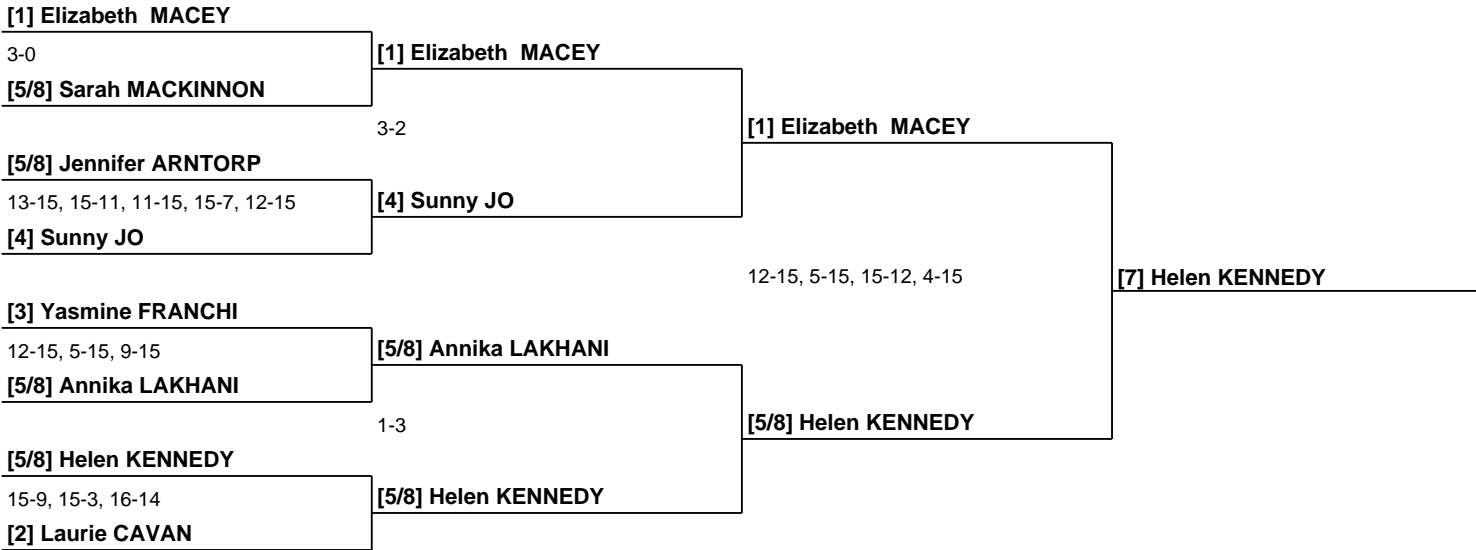 [1] Elizabeth  MACEY
3-0
[1] Elizabeth  MACEY
[5/8] Sarah MACKINNON
3-2
[1] Elizabeth  MACEY
[5/8] Jennifer ARNTORP
13-15, 15-11, 11-15, 15-7, 12-15
[4] Sunny JO
[4] Sunny JO
12-15, 5-15, 15-12, 4-15
[7] Helen KENNEDY
[3] Yasmine FRANCHI
12-15, 5-15, 9-15
[5/8] Annika LAKHANI
[5/8] Annika LAKHANI
1-3
[5/8] Helen KENNEDY
[5/8] Helen KENNEDY
15-9, 15-3, 16-14
[5/8] Helen KENNEDY
[2] Laurie CAVAN